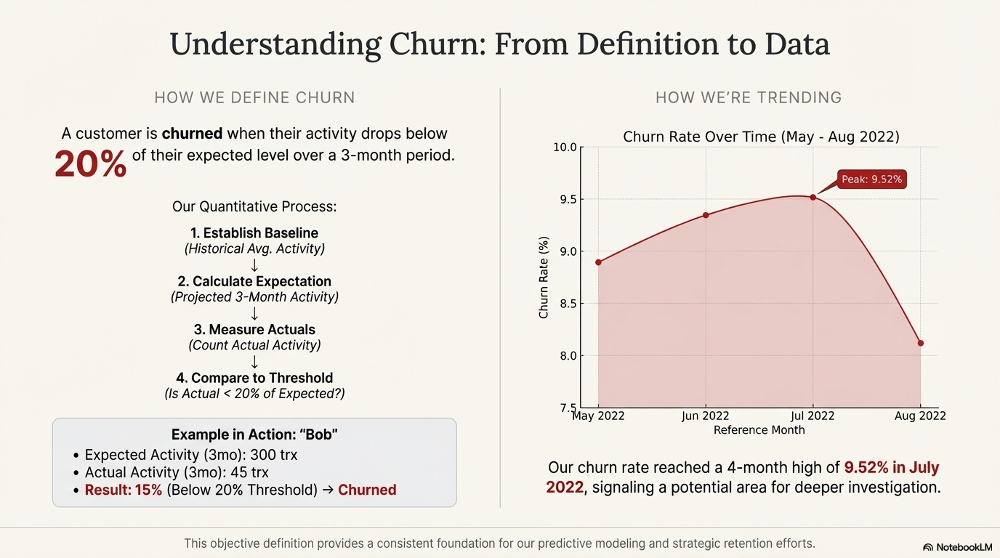 Understanding Churn: From Definition to Data
HOW WE DEFINE CHURN
A customer is churned when their activity drops below
20% of their expected level over a 3-month period.
Our Quantitative Process:
1. Establish Baseline
(Historical Avg. Activity)
↓
2. Calculate Expectation
(Projected 3-Month Activity)
↓
3. Measure Actuals
(Count Actual Activity)
↓
4. Compare to Threshold
(Is Actual < 20% of Expected?)
Example in Action: “Bob"
• Expected Activity (3mo): 300 trx
• Actual Activity (3mo): 45 trx
• Result: 15% (Below 20% Threshold) → Churned
HOW WE’RE TRENDING
Churn Rate Over Time (May - Aug 2022)
10.0
9.5
9.0
8.5
8.0
7.5
Churn Rate (%)
Peak: 9.52%
May 2022 Jun 2022 Jul 2022 Aug 2022
Reference Month
Our churn rate reached a 4-month high of 9.52% in July
2022, signaling a potential area for deeper investigation.
This objective definition provides a consistent foundation for our predictive modeling and strategic retention efforts.
NotebookLM